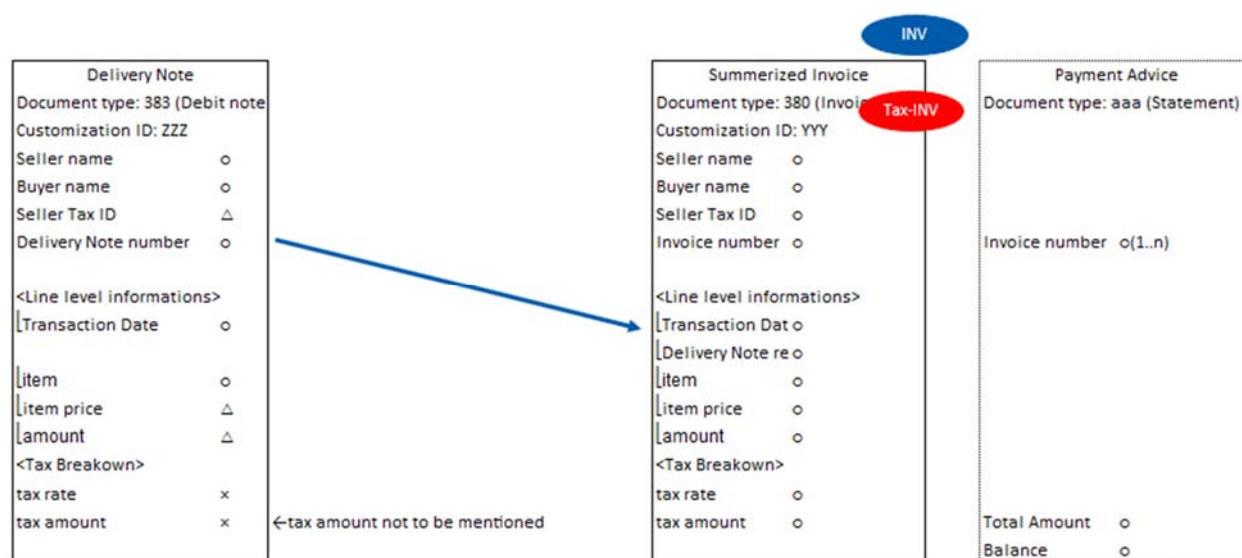 INV
Delivery Note
Document type: 383 (Debit note
Customization ID: ZZZ
Seller name ○
Buyer name ○
Seller Tax ID △
Delivery Note number ○
<Line level informations>
Transaction Date ○
item ○
item price △
amount △
<Tax Breakown>
tax rate ×
tax amount × ←tax amount not to be mentioned
Summerized Invoice
Document type: 380 (Invoic
Tax-INV
Customization ID: YYY
Seller name ○
Buyer name ○
Seller Tax ID ○
Invoice number ○
<Line level informations>
Transaction Dat ○
Delivery Note re ○
item ○
item price ○
amount ○
<Tax Breakown>
tax rate ○
tax amount ○
Payment Advice
Document type: aaa (Statement)
Invoice number ○(1..n)
Total Amount ○
Balance ○